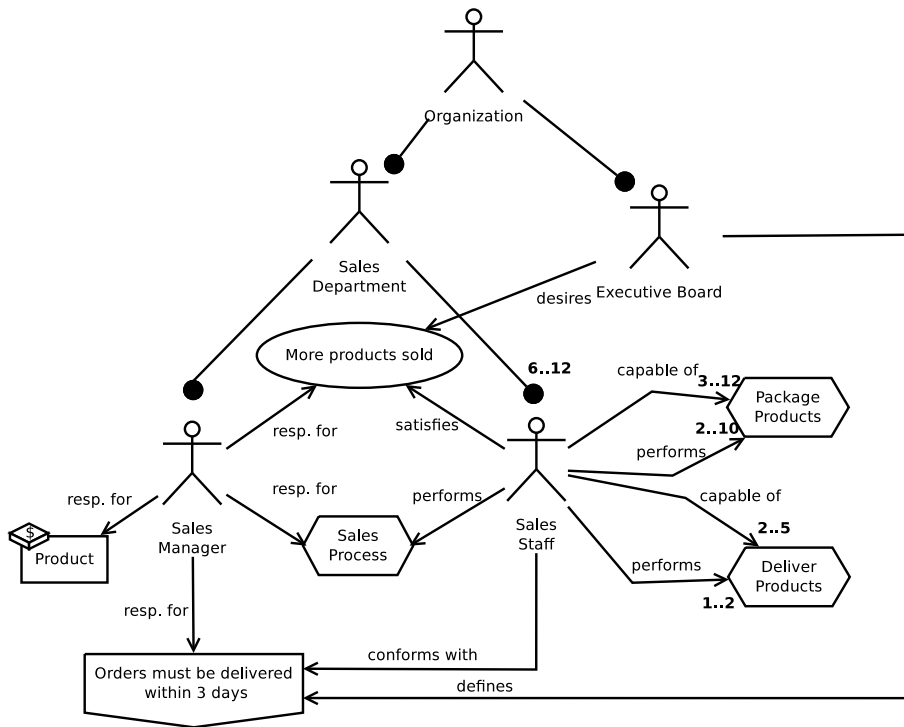 Organization
Sales
Department
Executive Board
desires
More products sold
6..12
capable of
3..12
Package
Products
resp. for
satisfies
2..10
performs
resp. for
resp. for
performs
capable of
$
Product
Sales
Manager
Sales
Process
Sales
Staff
2..5
performs
Deliver
Products
1..2
resp. for
conforms with
Orders must be delivered
within 3 days
defines